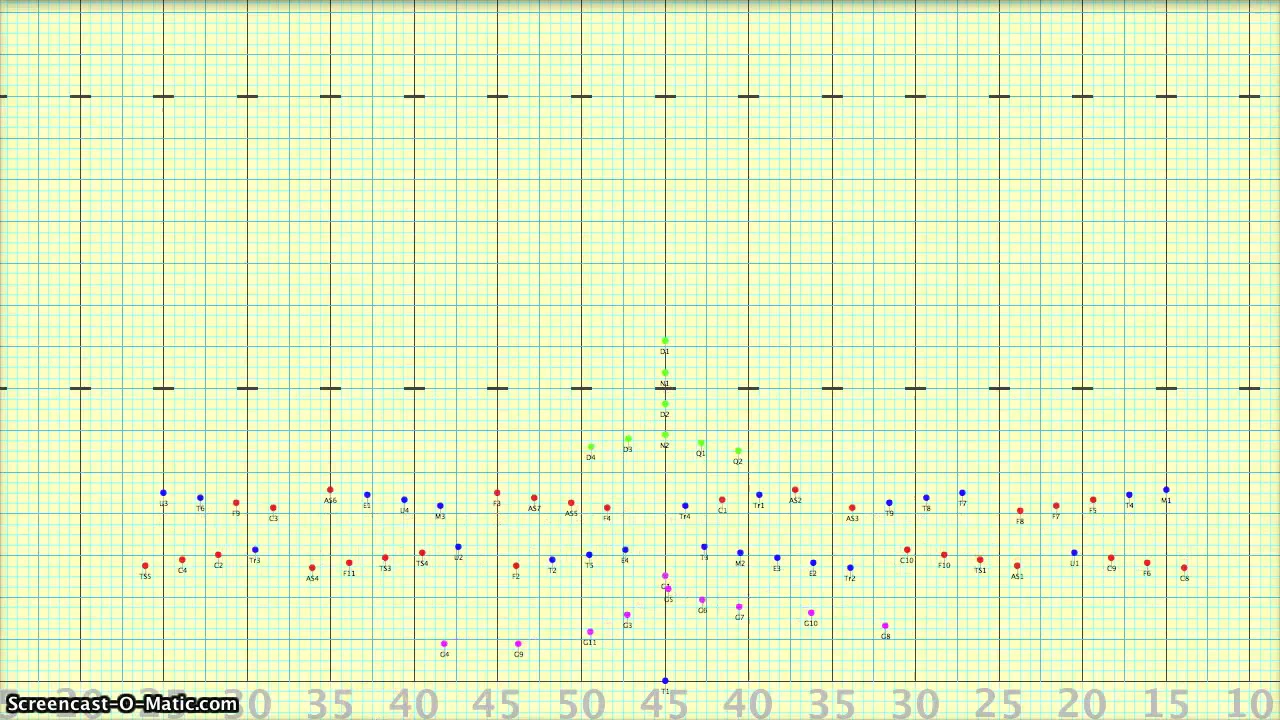 D1
N1
D2
N2
D3
D4
Q1
Q2
U3 T6 F9 C3 AS6 E1 U4 M3 F3 AS7 AS5 F4 Tr4 C1 Tr1 AS2 AS3 T9 T8 T7 F8 F7 F5 T4 M1
TS5 C4 C2 Tr3 AS4 F11 TS3 TS4 U2 F2 T2 T5 E4 T3 M2 E3 E2 Tr2 C10 F10 TS1 AS1 U1 C9 F6 C8
G5
G6 G7
G3 G10
G11 G8
G4 G9
T1
20 25 30 35 40 45 50 45 40 35 30 25 20 15 10
Screencast-O-Matic.com